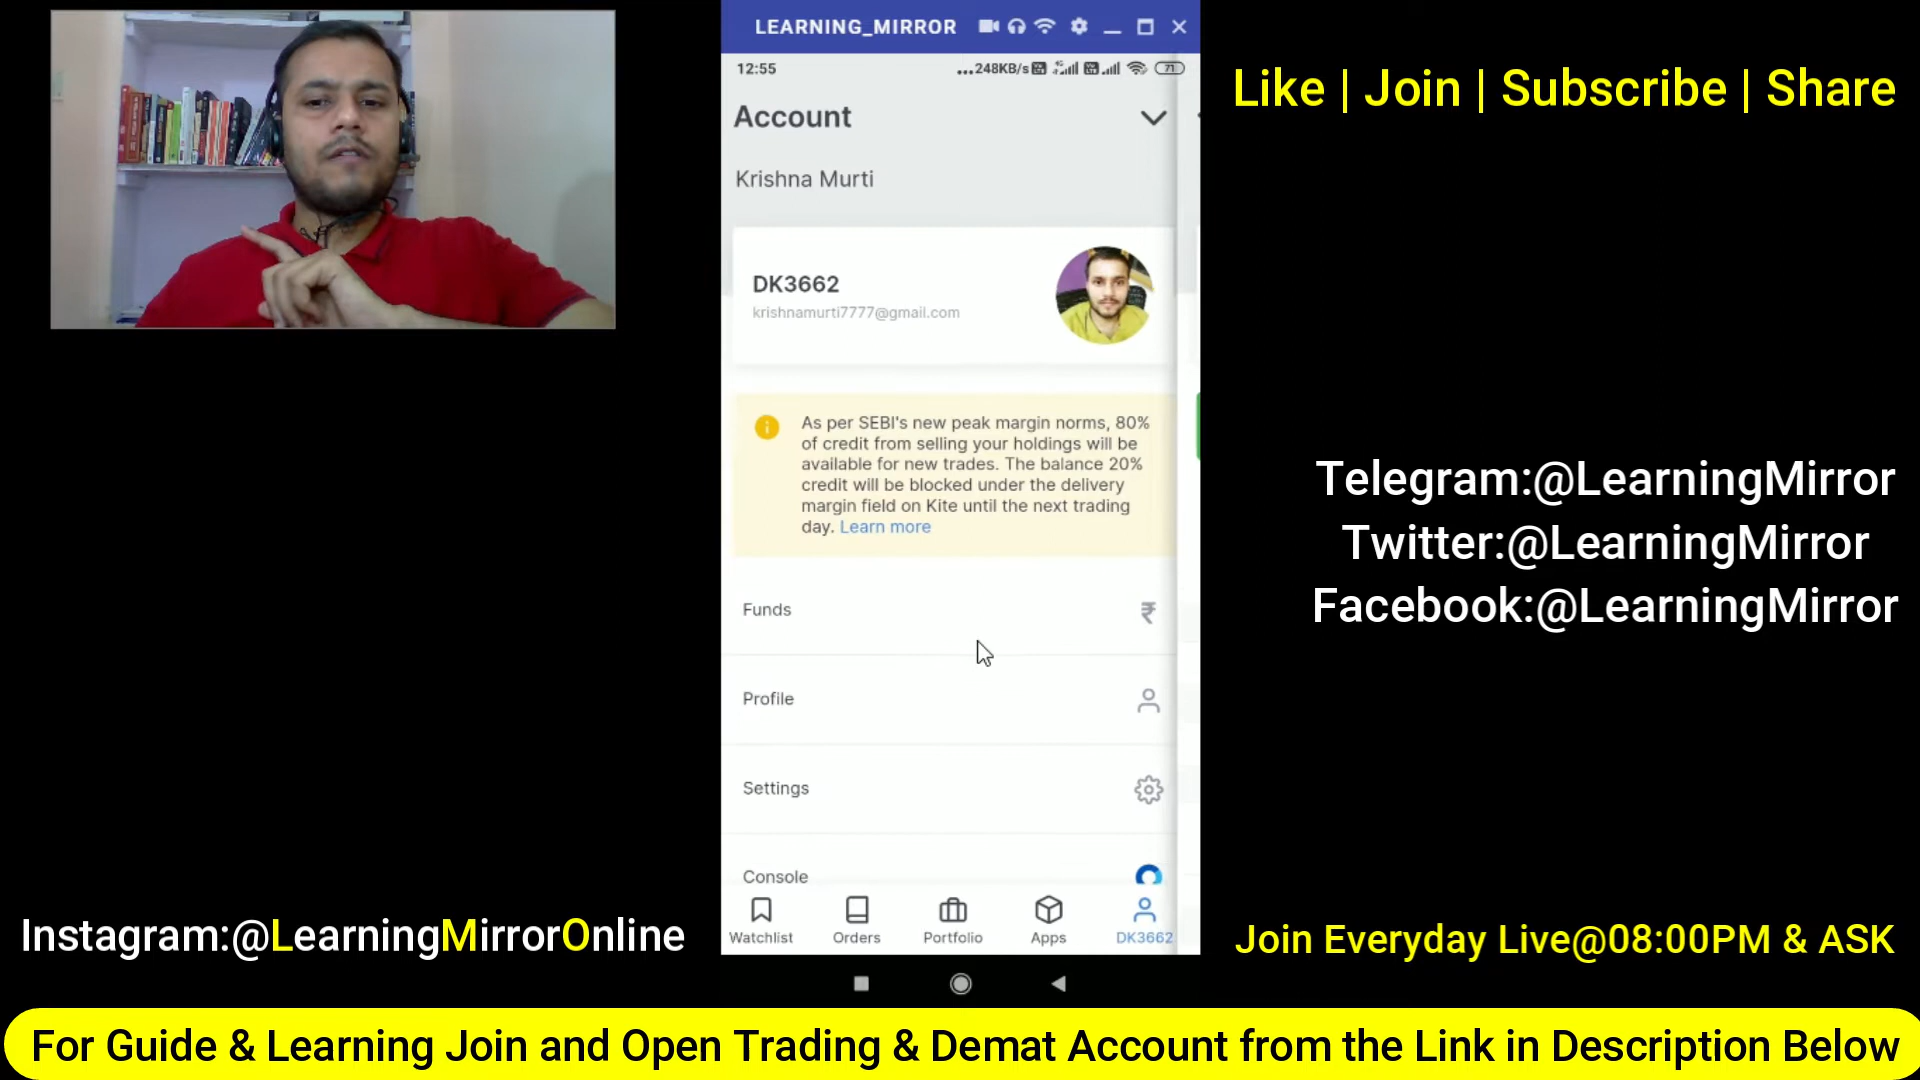 LEARNING_MIRROR
12:55
...248KB/s
4G
71
Like | Join | Subscribe | Share
Account
Krishna Murti
DK3662
krishnamurti7777@gmail.com
As per SEBI's new peak margin norms, 80%
of credit from selling your holdings will be
available for new trades. The balance 20%
credit will be blocked under the delivery
margin field on Kite until the next trading
day. Learn more
Telegram:@LearningMirror
Twitter:@LearningMirror
Facebook:@LearningMirror
Funds
₹
Profile
Settings
Console
Watchlist
Orders
Portfolio
Apps
DK3662
Instagram:@LearningMirrorOnline
Join Everyday Live@08:00PM & ASK
For Guide & Learning Join and Open Trading & Demat Account from the Link in Description Below